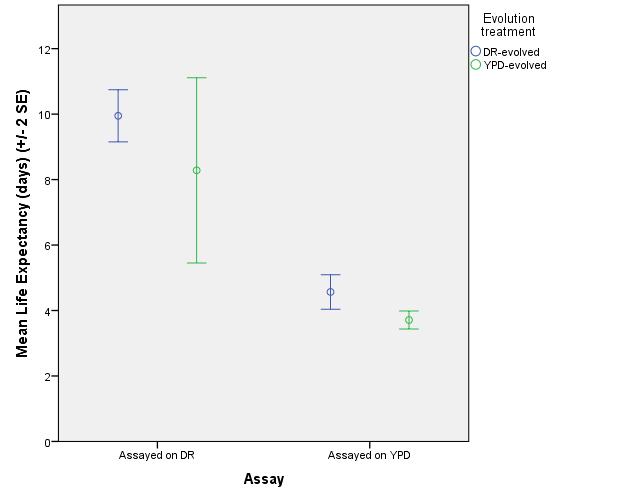 Evolution
treatment
DR-evolved
YPD-evolved
Mean Life Expectancy (days) (+/- 2 SE)
12
10
8
6
4
2
0
Assayed on DR
Assayed on YPD
Assay